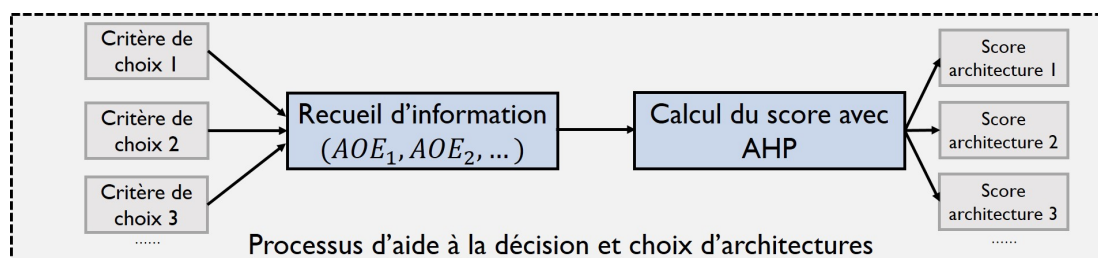 Critère de
choix 1
Critère de
choix 2
Critère de
choix 3
......
Recueil d'information
(AOE₁, AOE₂, …)
Calcul du score avec
AHP
Score
architecture 1
Score
architecture 2
Score
architecture 3
......
Processus d'aide à la décision et choix d'architectures